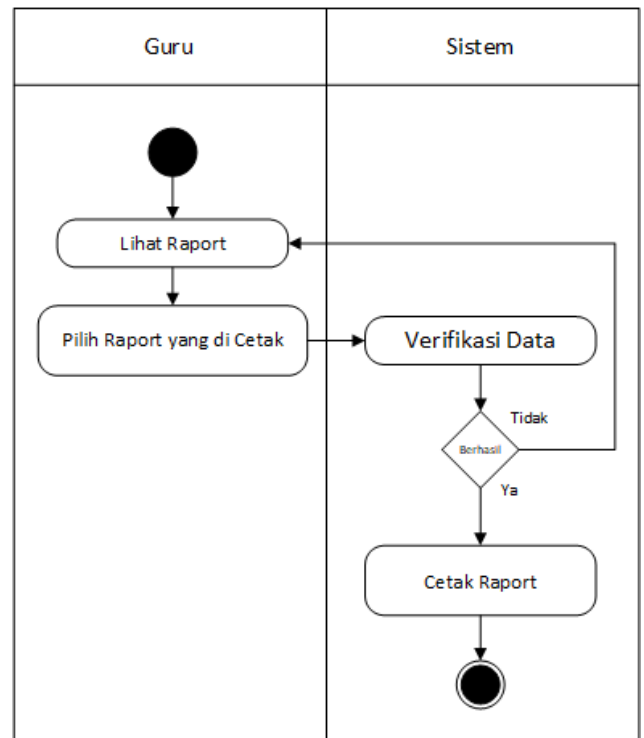 Guru
Sistem
Lihat Raport
Pilih Raport yang di Cetak
Verifikasi Data
Tidak
Berhasil
Ya
Cetak Raport